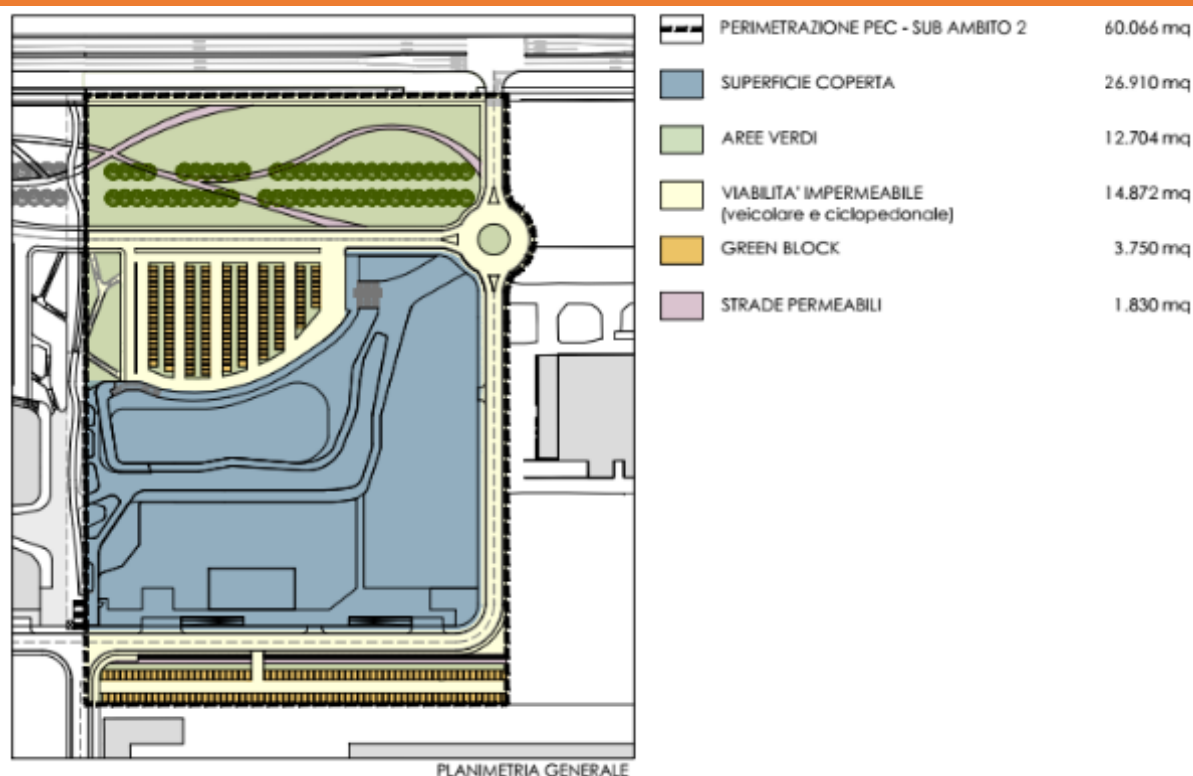 PERIMETRAZIONE PEC - SUB AMBITO 2 60.066 mq
SUPERFICIE COPERTA 26.910 mq
AREE VERDI 12.704 mq
VIABILITA' IMPERMEABILE 14.872 mq
(veicolare e ciclopedonale)
GREEN BLOCK 3.750 mq
STRADE PERMEABILI 1.830 mq
PLANIMETRIA GENERALE